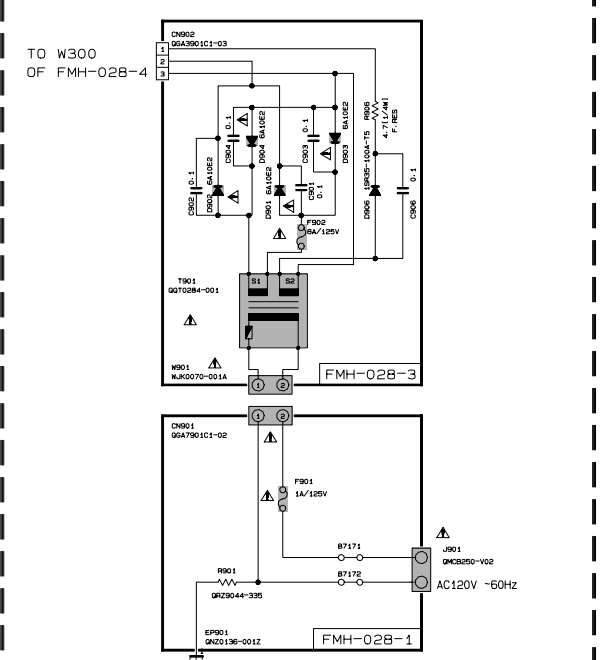 CN902
QGA3901C1-03
TO W300
OF FMH-028-4
1
2
3
R906
4.7(1/4W)
F.RES
C904
0.1
D904
6A10E2
C903
0.1
D903
6A10E2
C902
0.1
D902
6A10E2
D901
6A10E2
C901
0.1
D906
1SR35-100A-T5
C906
0.1
F902
8A/125V
T901
QQT0284-001
S1
S2
W901
WJK0070-001A
1
2
FMH-028-3
1
2
CN901
QGA7901C1-02
F901
1A/125V
B7171
J901
QMCB250-V02
R901
B7172
AC120V ~60Hz
QRZ9044-335
EP901
QNZ0136-001Z
FMH-028-1